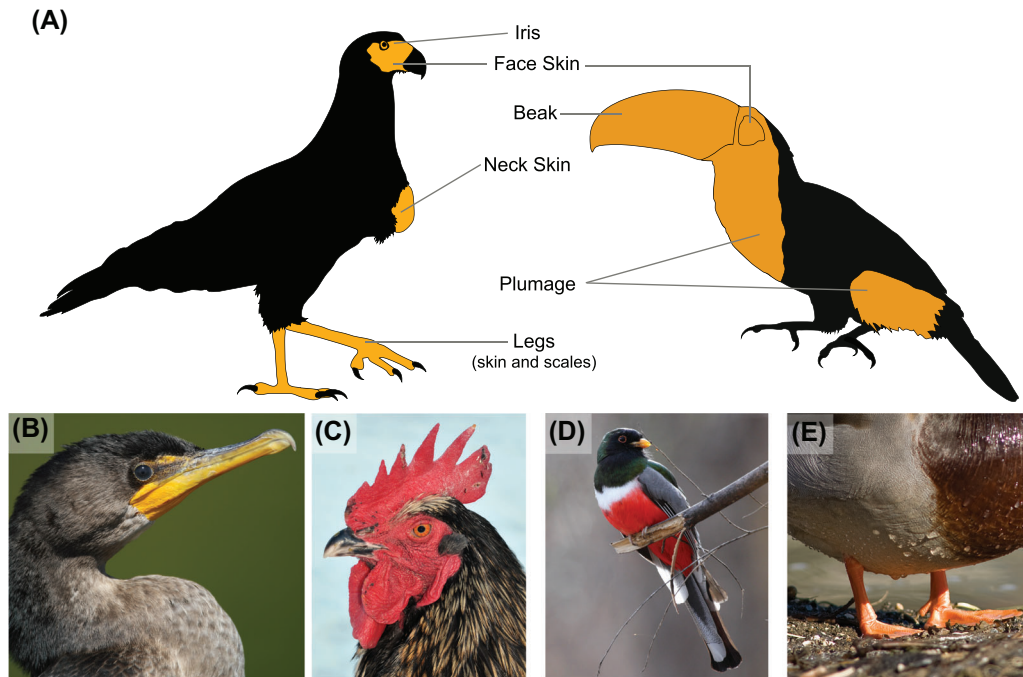 (A)
Iris
Face Skin
Beak
Neck Skin
Plumage
Legs
(skin and scales)
(B)
(C)
(D)
(E)